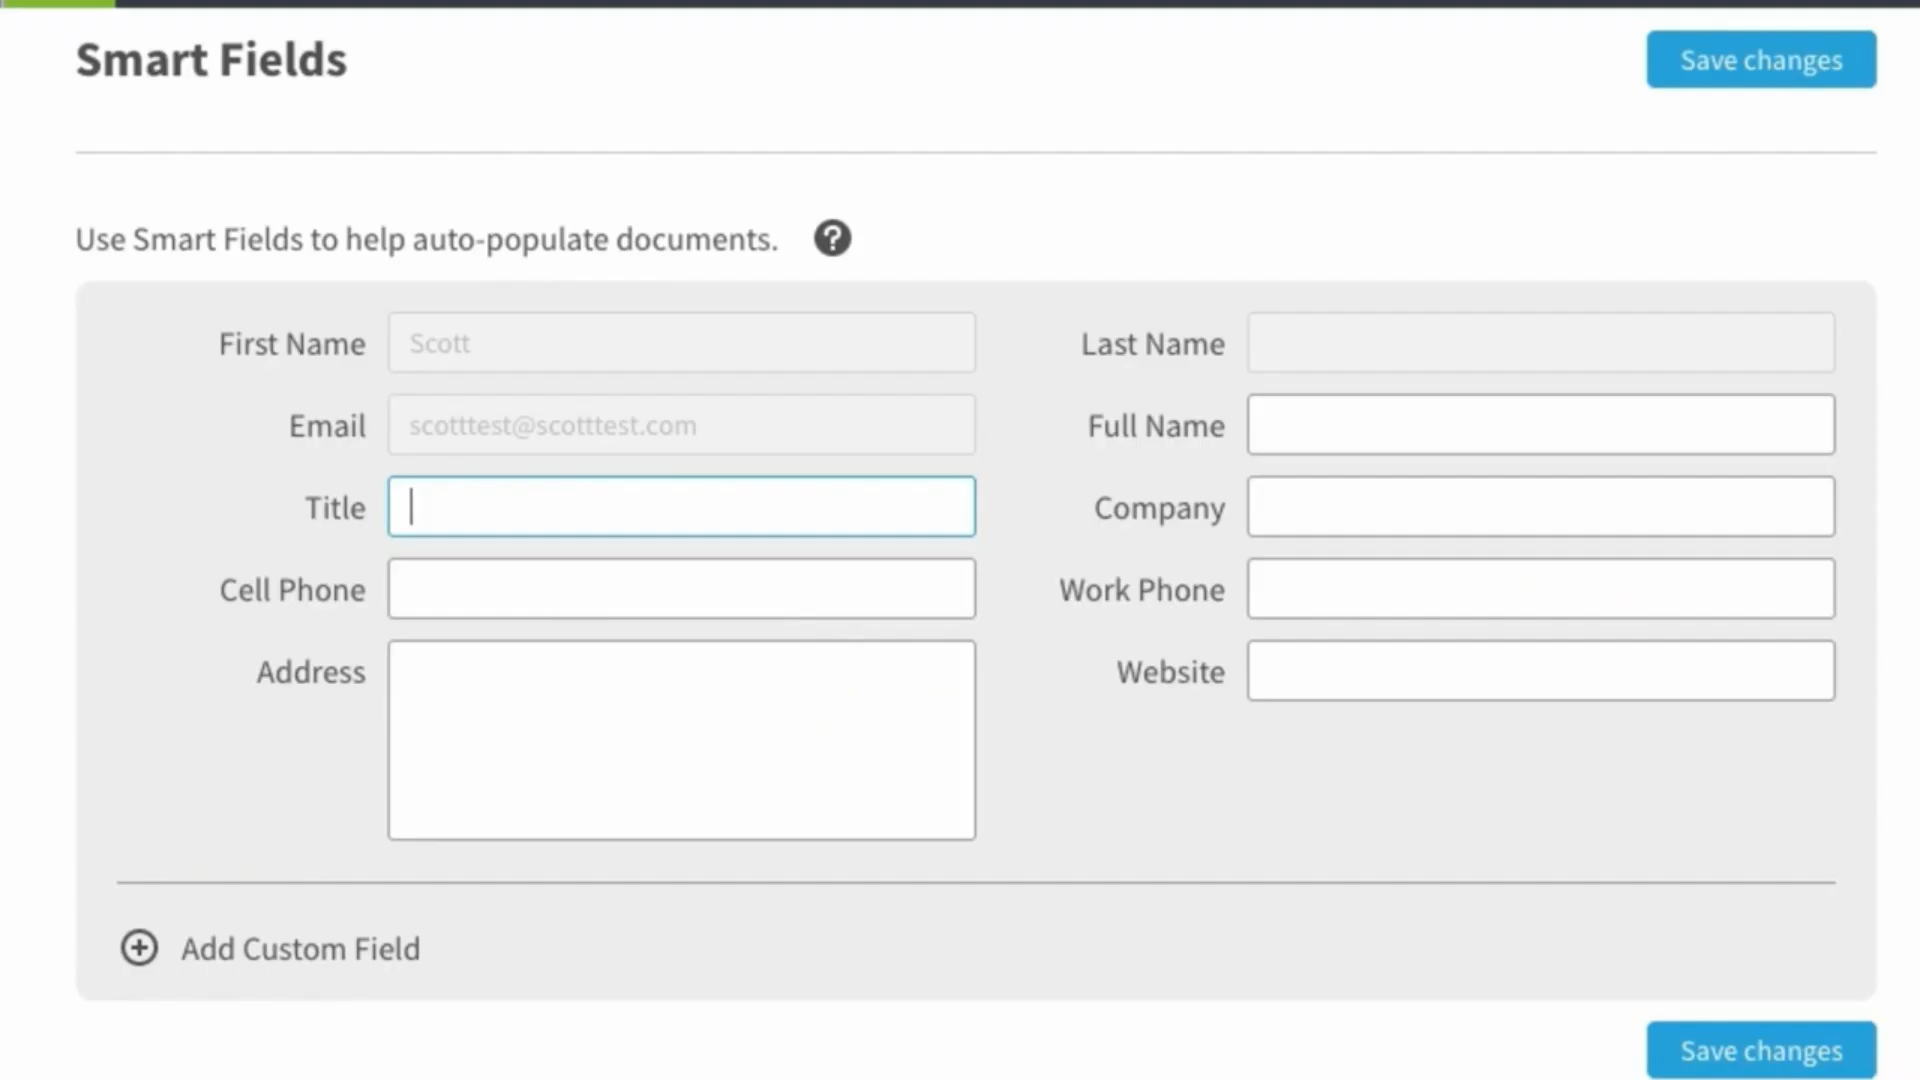 Smart Fields
Save changes
Use Smart Fields to help auto-populate documents. ?
First Name Scott Last Name
Email scotttest@scotttest.com Full Name
Title Company
Cell Phone Work Phone
Address Website
Add Custom Field
Save changes